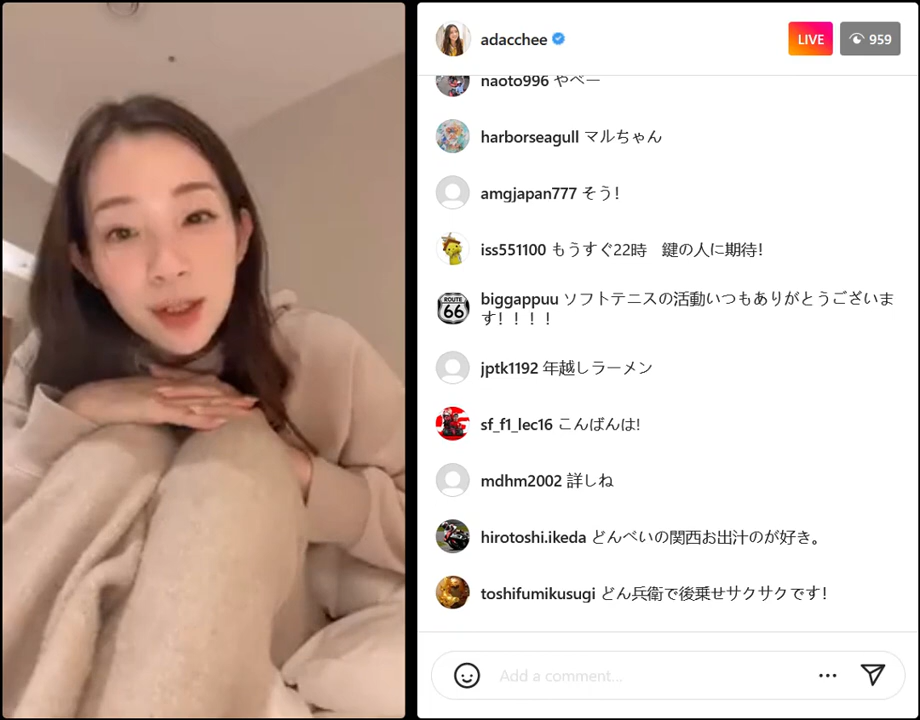 adacchee
LIVE
959
naoto996 やべー
harborseagull マルちゃん
amgjapan777 そう！
iss551100 もうすぐ22時　鍵の人に期待！
ROUTE
66
biggappuu ソフトテニスの活動いつもありがとうございま
す！！！！
jptk1192 年越しラーメン
sf_f1_lec16 こんばんは！
mdhm2002 詳しね
hirotoshi.ikeda どんべいの関西お出汁のが好き。
toshifumikusugi どん兵衛で後乗せサクサクです！
Add a comment...